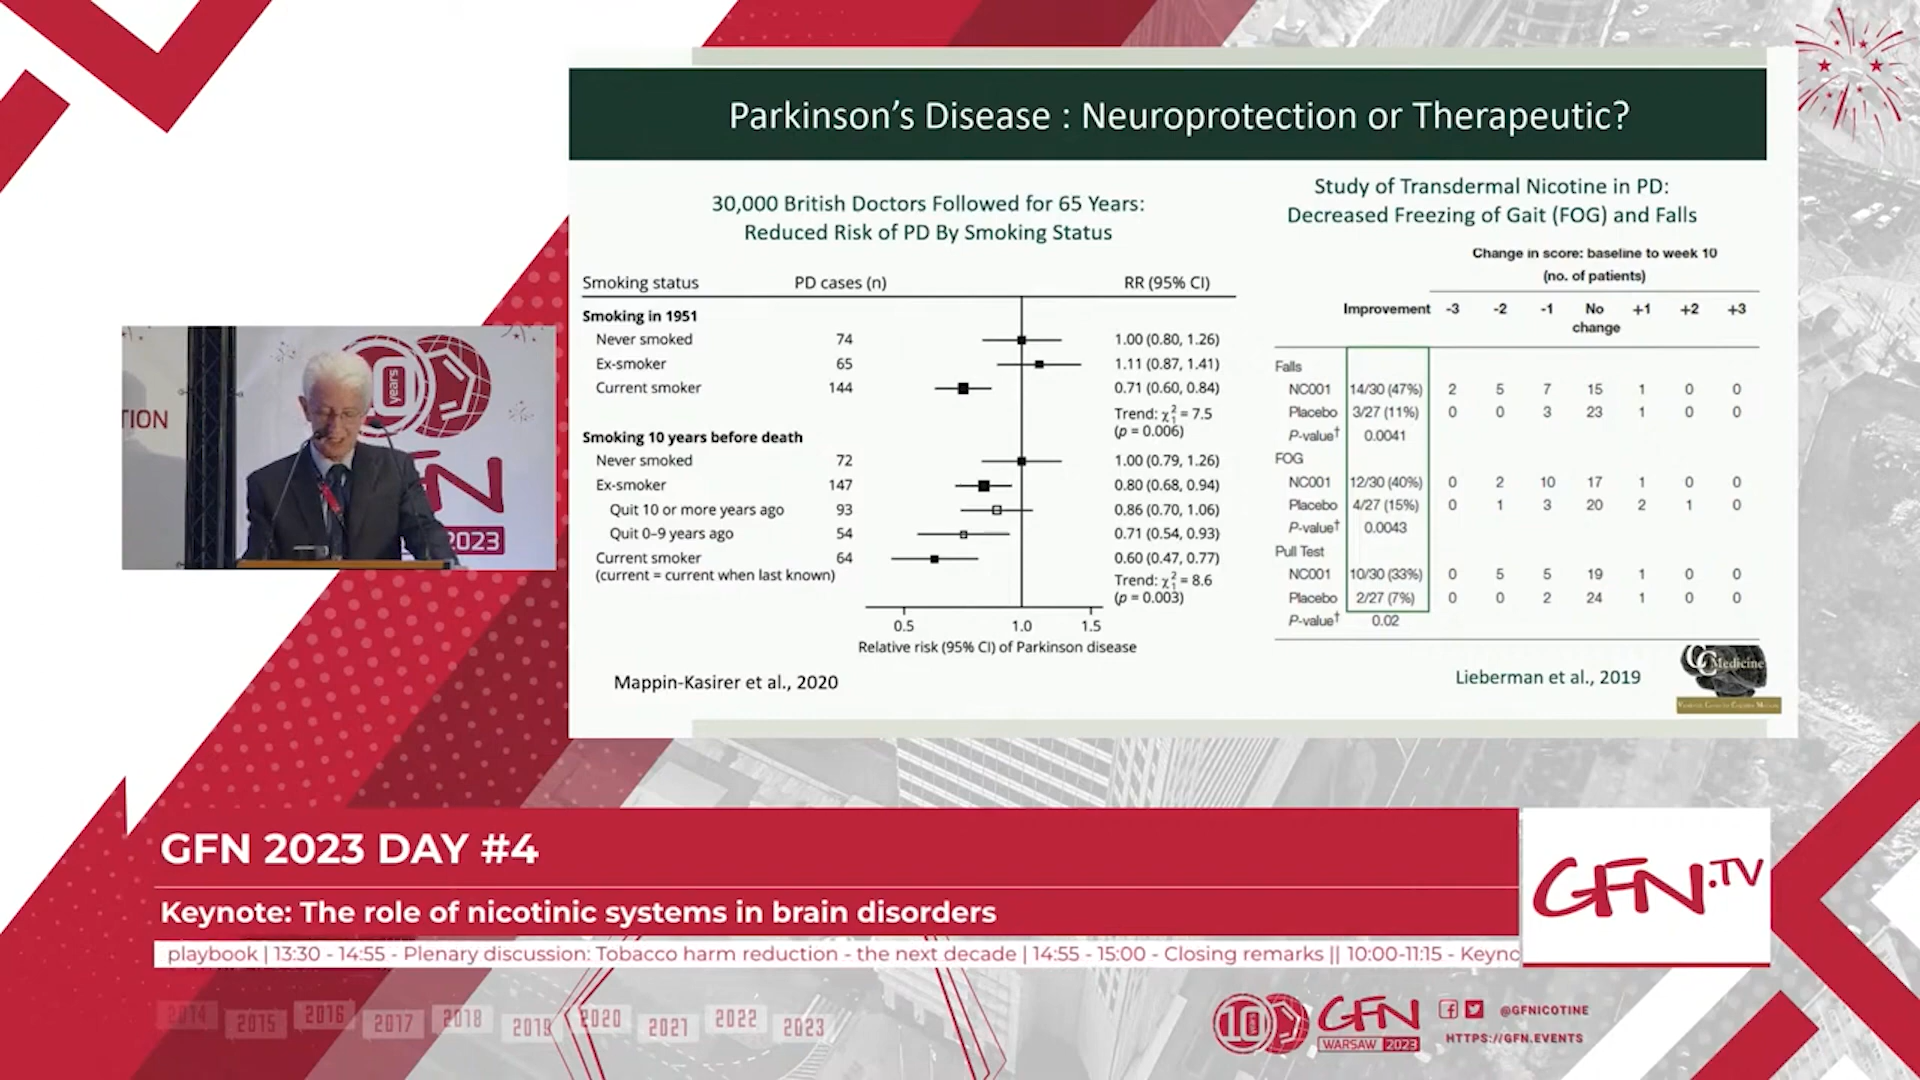 Parkinson's Disease : Neuroprotection or Therapeutic?
30,000 British Doctors Followed for 65 Years:
Reduced Risk of PD By Smoking Status
Smoking status PD cases (n) RR (95% CI)
Smoking in 1951
Never smoked 74 1.00 (0.80, 1.26)
Ex-smoker 65 1.11 (0.87, 1.41)
Current smoker 144 0.71 (0.60, 0.84)
Trend: χ²₁ = 7.5
(p = 0.006)
Smoking 10 years before death
Never smoked 72 1.00 (0.79, 1.26)
Ex-smoker 147 0.80 (0.68, 0.94)
Quit 10 or more years ago 93 0.86 (0.70, 1.06)
Quit 0–9 years ago 54 0.71 (0.54, 0.93)
Current smoker 64 0.60 (0.47, 0.77)
(current = current when last known)
Trend: χ²₁ = 8.6
(p = 0.003)
0.5 1.0 1.5
Relative risk (95% CI) of Parkinson disease
Mappin-Kasirer et al., 2020
Study of Transdermal Nicotine in PD:
Decreased Freezing of Gait (FOG) and Falls
Change in score: baseline to week 10
(no. of patients)
Improvement -3 -2 -1 No change +1 +2 +3
Falls
NC001 14/30 (47%) 2 5 7 15 1 0 0
Placebo 3/27 (11%) 0 0 3 23 1 0 0
P-value† 0.0041
FOG
NC001 12/30 (40%) 0 2 10 17 1 0 0
Placebo 4/27 (15%) 0 1 3 20 2 1 0
P-value† 0.0043
Pull Test
NC001 10/30 (33%) 0 5 5 19 1 0 0
Placebo 2/27 (7%) 0 0 2 24 1 0 0
P-value† 0.02
Lieberman et al., 2019
Medicine
TION
10 years
GFN
2023
GFN 2023 DAY #4
Keynote: The role of nicotinic systems in brain disorders
playbook | 13:30 - 14:55 - Plenary discussion: Tobacco harm reduction - the next decade | 14:55 - 15:00 - Closing remarks || 10:00-11:15 - Keyno
GFN.TV
2014 2015 2016 2017 2018 2019 2020 2021 2022 2023
10 years
GFN
WARSAW 2023
@GFNICOTINE
HTTPS://GFN.EVENTS